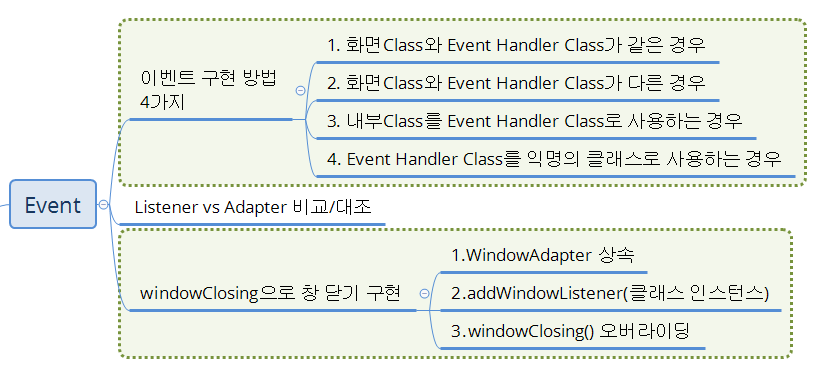 Event
이벤트 구현 방법
4가지
1. 화면Class와 Event Handler Class가 같은 경우
2. 화면Class와 Event Handler Class가 다른 경우
3. 내부Class를 Event Handler Class로 사용하는 경우
4. Event Handler Class를 익명의 클래스로 사용하는 경우
Listener vs Adapter 비교/대조
windowClosing으로 창 닫기 구현
1.WindowAdapter 상속
2.addWindowListener(클래스 인스턴스)
3.windowClosing() 오버라이딩